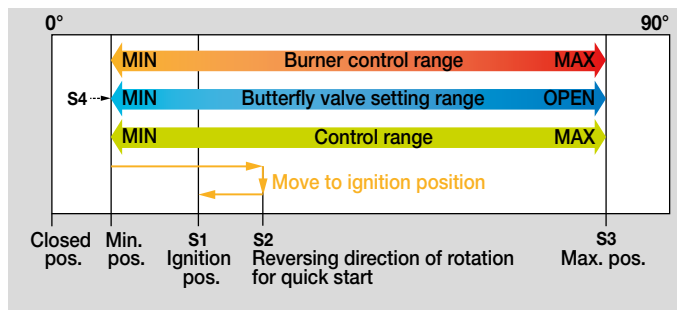 0° 90°
MIN Burner control range MAX
S4 MIN Butterfly valve setting range OPEN
MIN Control range MAX
Move to ignition position
Closed Min. S1 S2 S3
pos. pos. Ignition Reversing direction of rotation Max. pos.
pos. for quick start